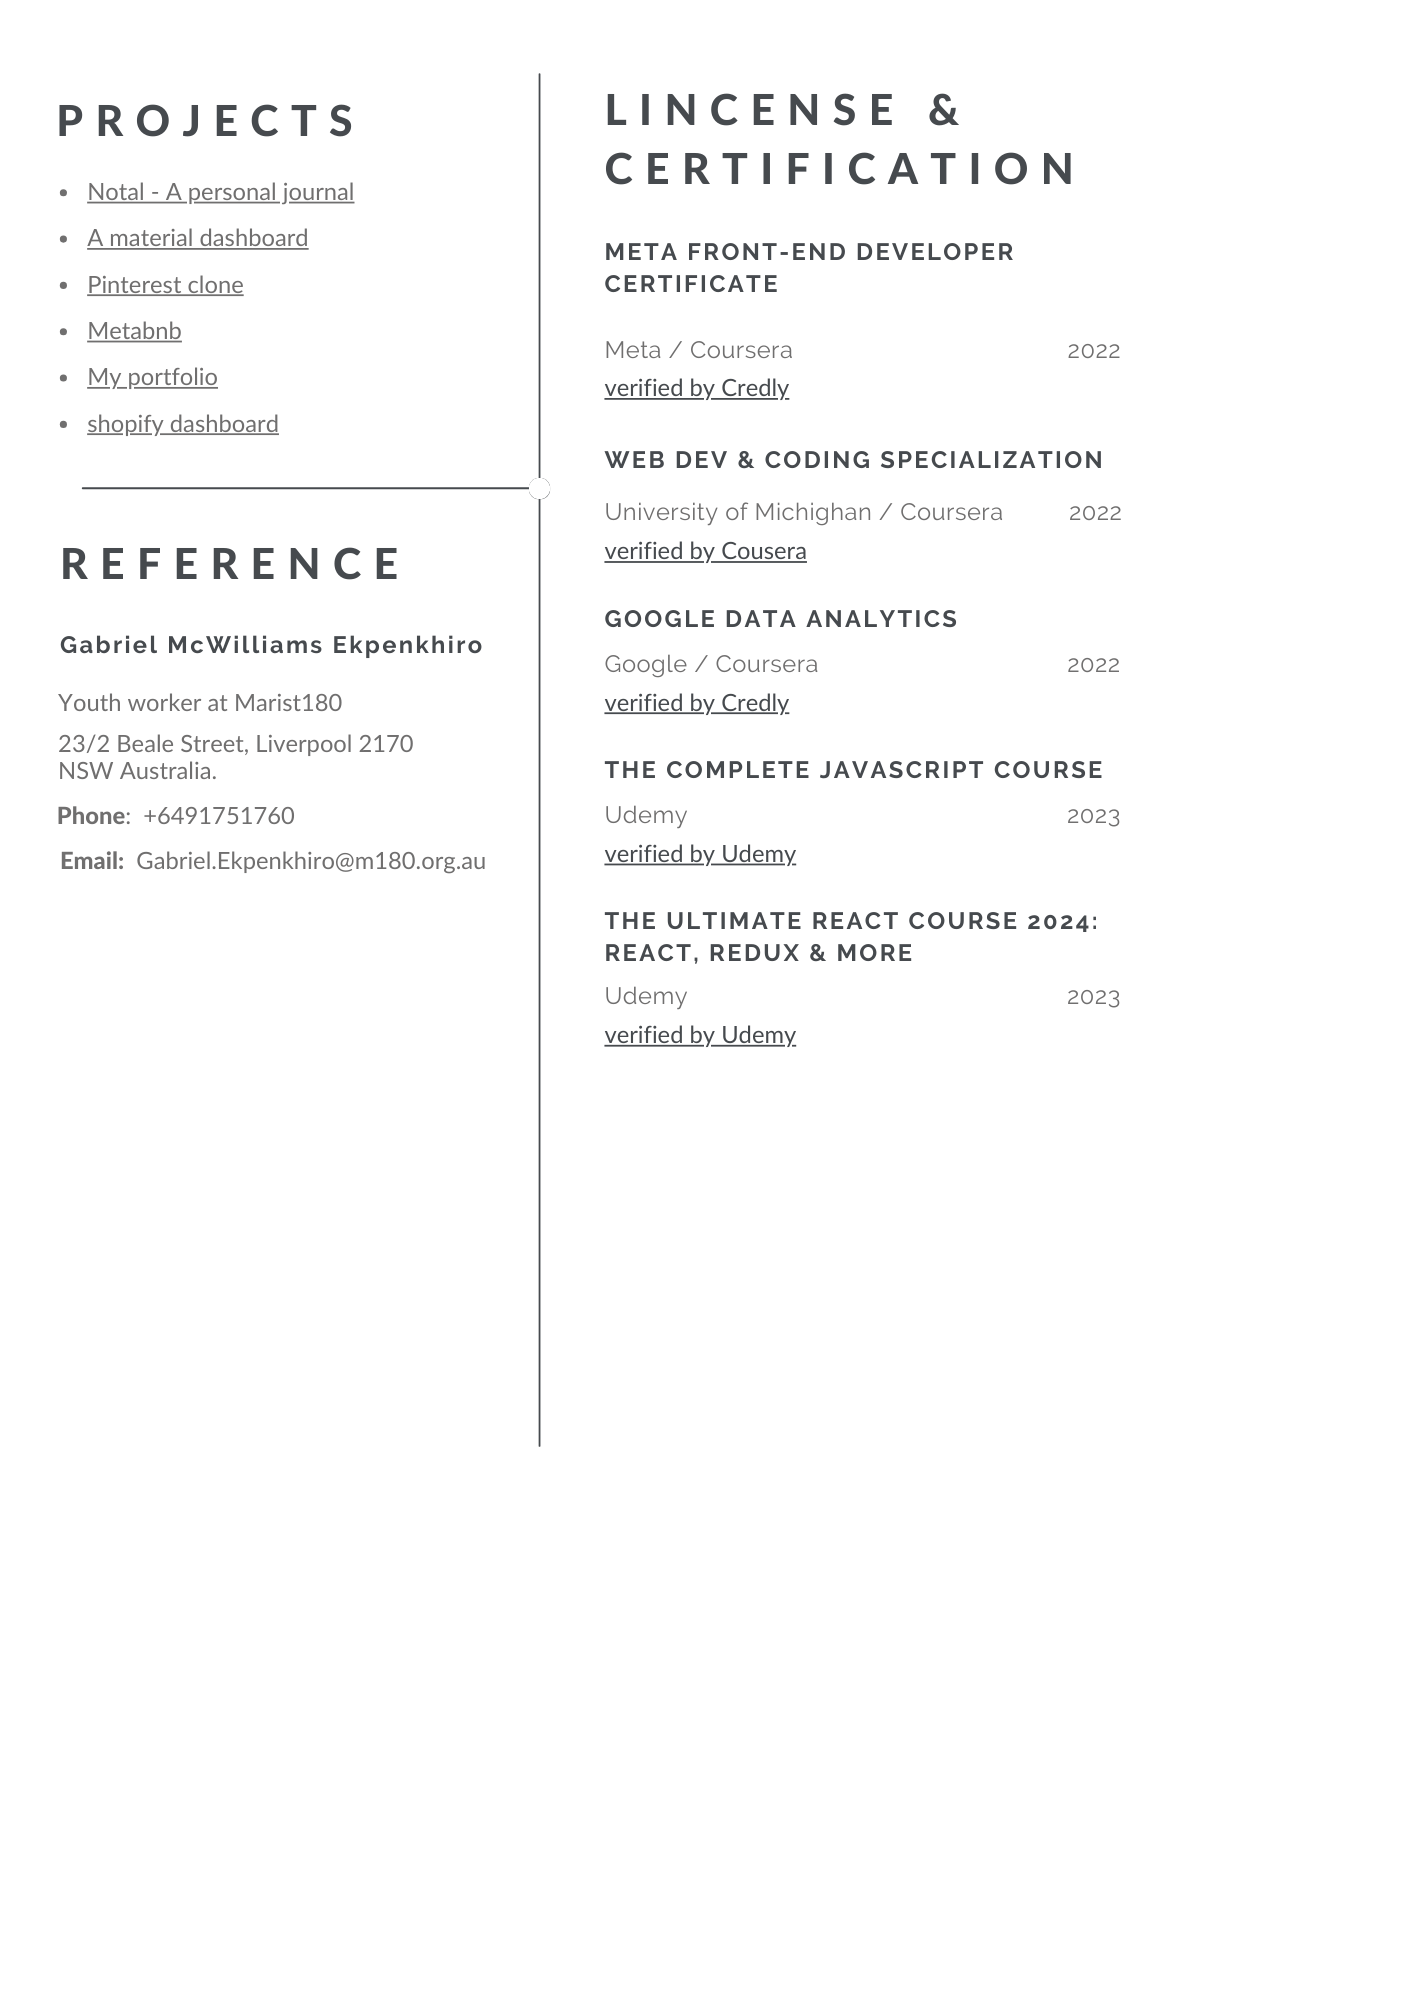 PROJECTS
• Notal - A personal journal
• A material dashboard
• Pinterest clone
• Metabnb
• My portfolio
• shopify dashboard
REFERENCE
Gabriel McWilliams Ekpenkhiro
Youth worker at Marist180
23/2 Beale Street, Liverpool 2170
NSW Australia.
Phone: +6491751760
Email: Gabriel.Ekpenkhiro@m180.org.au
LINCENSE &
CERTIFICATION
META FRONT-END DEVELOPER
CERTIFICATE
Meta / Coursera 2022
verified by Credly
WEB DEV & CODING SPECIALIZATION
University of Michighan / Coursera 2022
verified by Cousera
GOOGLE DATA ANALYTICS
Google / Coursera 2022
verified by Credly
THE COMPLETE JAVASCRIPT COURSE
Udemy 2023
verified by Udemy
THE ULTIMATE REACT COURSE 2024:
REACT, REDUX & MORE
Udemy 2023
verified by Udemy